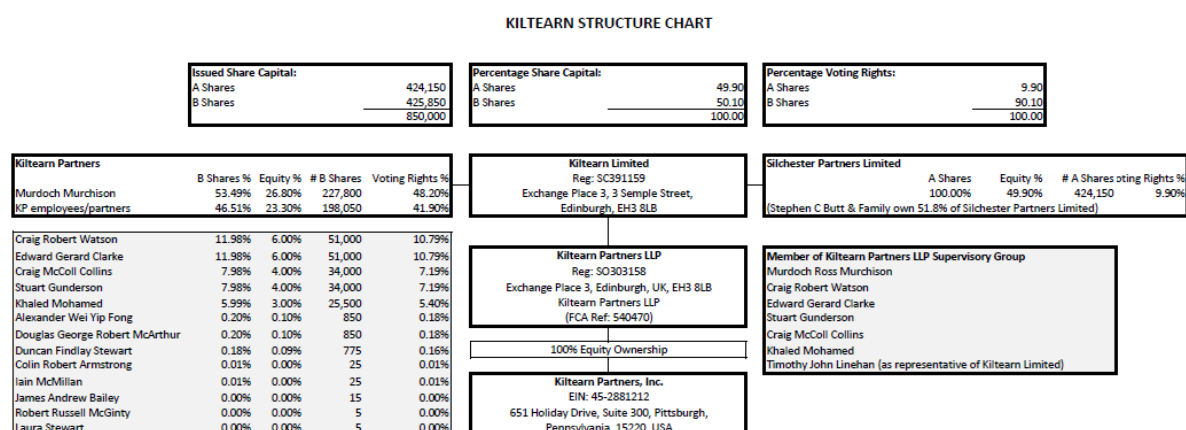 KILTEARN STRUCTURE CHART
Issued Share Capital:
A Shares 424,150
B Shares 425,850
850,000
Percentage Share Capital:
A Shares 49.90
B Shares 50.10
100.00
Percentage Voting Rights:
A Shares 9.90
B Shares 90.10
100.00
Kiltearn Partners
B Shares % Equity % # B Shares Voting Rights %
Murdoch Murchison 53.49% 26.80% 227,800 48.20%
KP employees/partners 46.51% 23.30% 198,050 41.90%
Kiltearn Limited
Reg: SC391159
Exchange Place 3, 3 Semple Street,
Edinburgh, EH3 8LB
Silchester Partners Limited
A Shares Equity % # A Shares oting Rights %
100.00% 49.90% 424,150 9.90%
(Stephen C Butt & Family own 51.8% of Silchester Partners Limited)
Craig Robert Watson 11.98% 6.00% 51,000 10.79%
Edward Gerard Clarke 11.98% 6.00% 51,000 10.79%
Craig McColl Collins 7.98% 4.00% 34,000 7.19%
Stuart Gunderson 7.98% 4.00% 34,000 7.19%
Khaled Mohamed 5.99% 3.00% 25,500 5.40%
Alexander Wei Yip Fong 0.20% 0.10% 850 0.18%
Douglas George Robert McArthur 0.20% 0.10% 850 0.18%
Duncan Findlay Stewart 0.18% 0.09% 775 0.16%
Colin Robert Armstrong 0.01% 0.00% 25 0.01%
Iain McMillan 0.01% 0.00% 25 0.01%
James Andrew Bailey 0.00% 0.00% 15 0.00%
Robert Russell McGinty 0.00% 0.00% 5 0.00%
Laura Stewart 0.00% 0.00% 5 0.00%
Kiltearn Partners LLP
Reg: SO303158
Exchange Place 3, Edinburgh, UK, EH3 8LB
Kiltearn Partners LLP
(FCA Ref: 540470)
100% Equity Ownership
Kiltearn Partners, Inc.
EIN: 45-2881212
651 Holiday Drive, Suite 300, Pittsburgh,
Pennsylvania, 15220, USA
Member of Kiltearn Partners LLP Supervisory Group
Murdoch Ross Murchison
Craig Robert Watson
Edward Gerard Clarke
Stuart Gunderson
Craig McColl Collins
Khaled Mohamed
Timothy John Linehan (as representative of Kiltearn Limited)